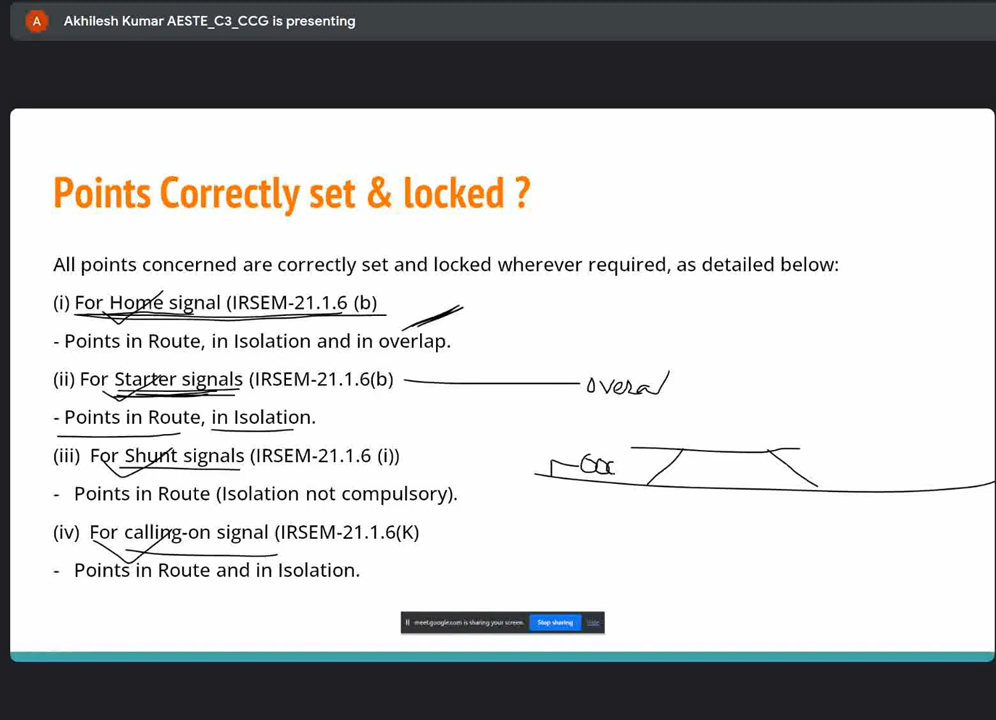 A Akhilesh Kumar AESTE_C3_CCG is presenting
Points Correctly set & locked ?
All points concerned are correctly set and locked wherever required, as detailed below:
(i) For Home signal (IRSEM-21.1.6 (b)
- Points in Route, in Isolation and in overlap.
(ii) For Starter signals (IRSEM-21.1.6(b)
overal
- Points in Route, in Isolation.
(iii) For Shunt signals (IRSEM-21.1.6 (i))
- Points in Route (Isolation not compulsory).
(iv) For calling-on signal (IRSEM-21.1.6(K)
- Points in Route and in Isolation.
meet.google.com is sharing your screen. Stop sharing Hide